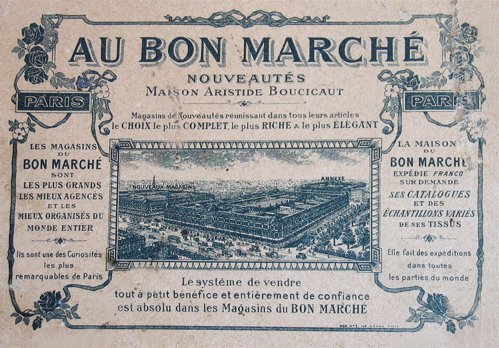 AU BON MARCHÉ
NOUVEAUTÉS
MAISON ARISTIDE BOUCICAUT
PARIS
PARIS
Magasins de Nouveautés réunissant dans tous leurs articles
le CHOIX le plus COMPLET, le plus RICHE & le plus ÉLÉGANT
LES MAGASINS
DU
BON MARCHÉ
SONT
LES PLUS GRANDS
LES MIEUX AGENCÉS
ET LES
MIEUX ORGANISÉS DU
MONDE ENTIER
Ils sont une des Curiosités
les plus
remarquables de Paris
NOUVEAUX MAGASINS
ANNEXE
LA MAISON
DU
BON MARCHÉ
EXPÉDIE FRANCO
SUR DEMANDE
SES CATALOGUES
ET DES
ÉCHANTILLONS VARIÉS
DE SES TISSUS
Elle fait des expéditions
dans toutes
les parties du monde
Le système de vendre
tout à petit bénéfice et entièrement de confiance
est absolu dans les Magasins du BON MARCHÉ